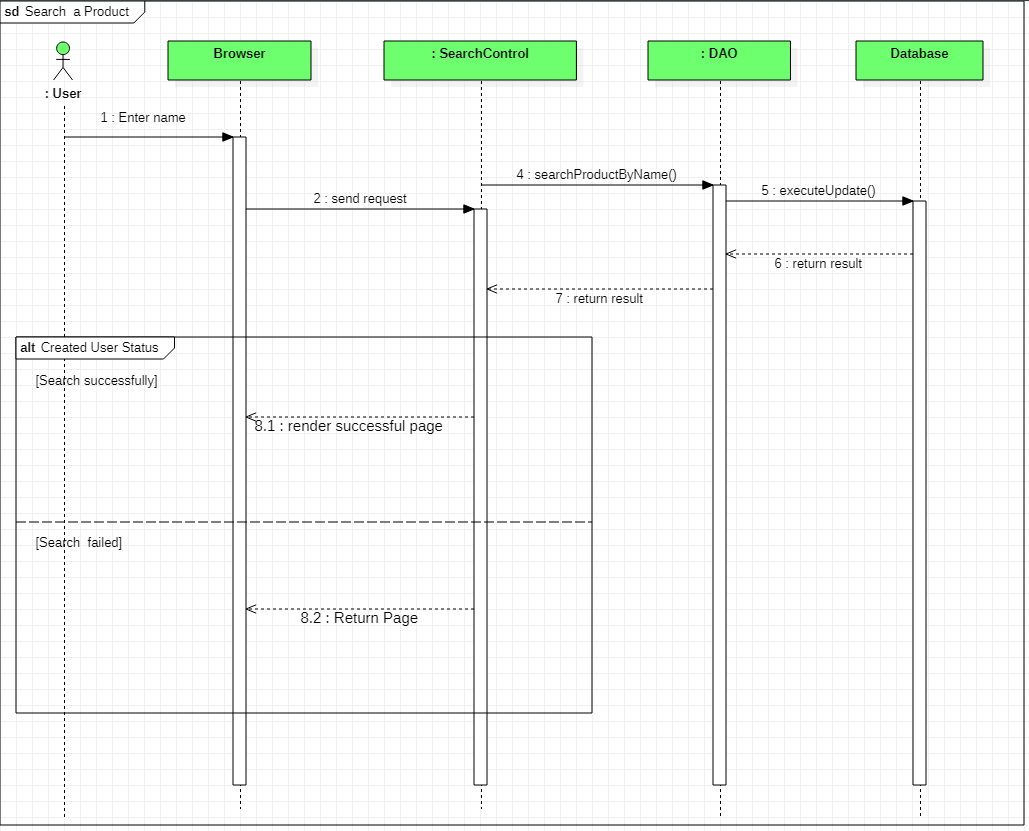 sd Search a Product
Browser
: SearchControl
: DAO
Database
: User
1 : Enter name
4 : searchProductByName()
5 : executeUpdate()
2 : send request
6 : return result
7 : return result
alt Created User Status
[Search successfully]
8.1 : render successful page
[Search failed]
8.2 : Return Page